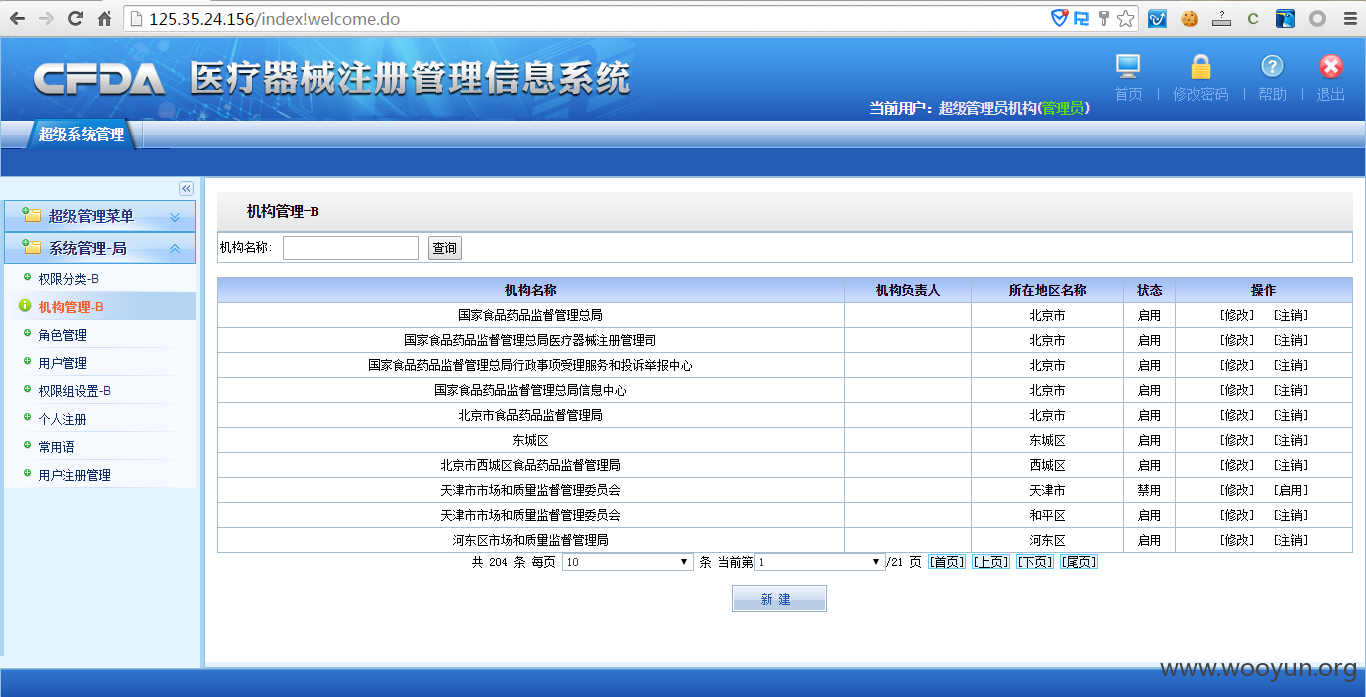 125.35.24.156/index!welcome.do
CFDA 医疗器械注册管理信息系统
首页 | 修改密码 | 帮助 | 退出
当前用户：超级管理员机构(管理员)
超级系统管理
超级管理菜单
系统管理-局
权限分类-B
机构管理-B
角色管理
用户管理
权限组设置-B
个人注册
常用语
用户注册管理
机构管理-B
机构名称： 查询
机构名称 机构负责人 所在地区名称 状态 操作
国家食品药品监督管理总局 北京市 启用 [修改] [注销]
国家食品药品监督管理总局医疗器械注册管理司 北京市 启用 [修改] [注销]
国家食品药品监督管理总局行政事项受理服务和投诉举报中心 北京市 启用 [修改] [注销]
国家食品药品监督管理总局信息中心 北京市 启用 [修改] [注销]
北京市食品药品监督管理局 北京市 启用 [修改] [注销]
东城区 东城区 启用 [修改] [注销]
北京市西城区食品药品监督管理局 西城区 启用 [修改] [注销]
天津市市场和质量监督管理委员会 天津市 禁用 [修改] [启用]
天津市市场和质量监督管理委员会 和平区 启用 [修改] [注销]
河东区市场和质量监督管理局 河东区 启用 [修改] [注销]
共 204 条 每页 10 条 当前第 1 /21 页 [首页] [上页] [下页] [尾页]
新 建
www.wooyun.org